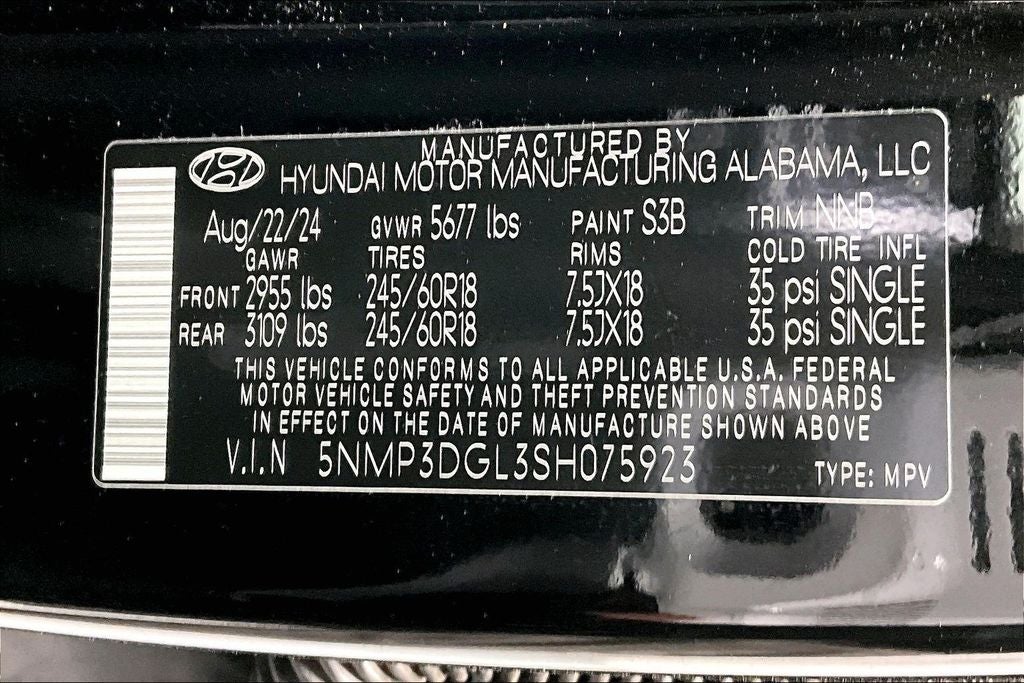 MANUFACTURED BY
HYUNDAI MOTOR MANUFACTURING ALABAMA, LLC
Aug/22/24 GVWR 5677 lbs PAINT S3B TRIM NNB
GAWR TIRES RIMS COLD TIRE INFL
FRONT 2955 lbs 245/60R18 7.5JX18 35 psi SINGLE
REAR 3109 lbs 245/60R18 7.5JX18 35 psi SINGLE
THIS VEHICLE CONFORMS TO ALL APPLICABLE U.S.A. FEDERAL
MOTOR VEHICLE SAFETY AND THEFT PREVENTION STANDARDS
IN EFFECT ON THE DATE OF MANUFACTURE SHOWN ABOVE
V.I.N 5NMP3DGL3SH075923 TYPE: MPV